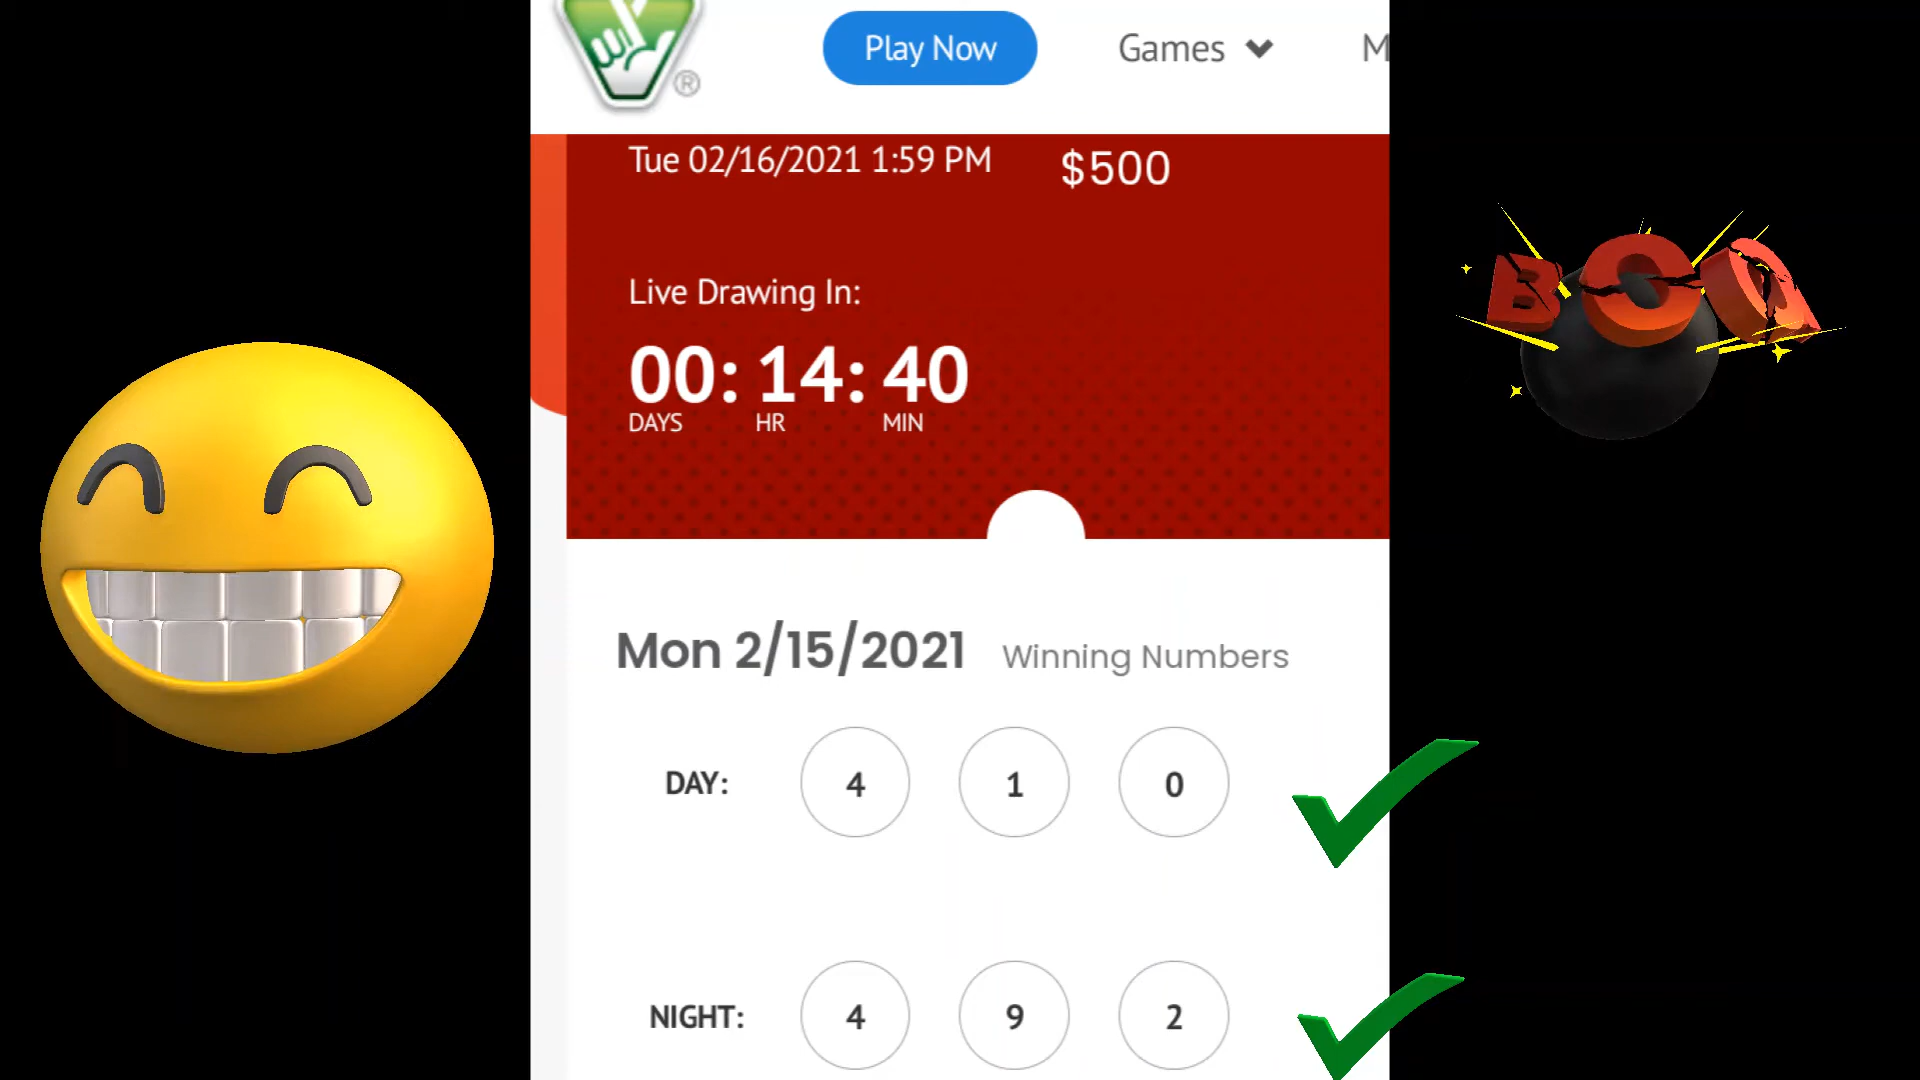 Play Now Games M
®
Tue 02/16/2021 1:59 PM $500
Live Drawing In:
00: 14: 40
DAYS HR MIN
Mon 2/15/2021 Winning Numbers
DAY: 4 1 0
NIGHT: 4 9 2
BOO